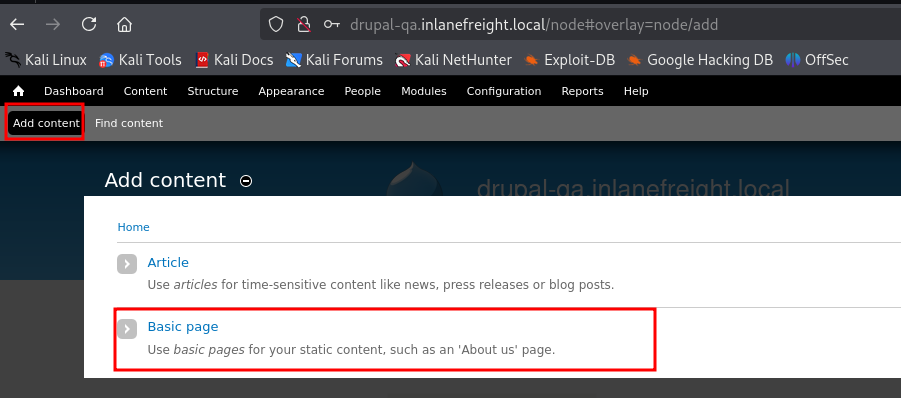 drupal-qa.inlanefreight.local/node#overlay=node/add
Kali Linux Kali Tools Kali Docs Kali Forums Kali NetHunter Exploit-DB Google Hacking DB OffSec
Dashboard Content Structure Appearance People Modules Configuration Reports Help
Add content Find content
Add content
drupal-qa.inlanefreight.local
Home
Article
Use articles for time-sensitive content like news, press releases or blog posts.
Basic page
Use basic pages for your static content, such as an 'About us' page.